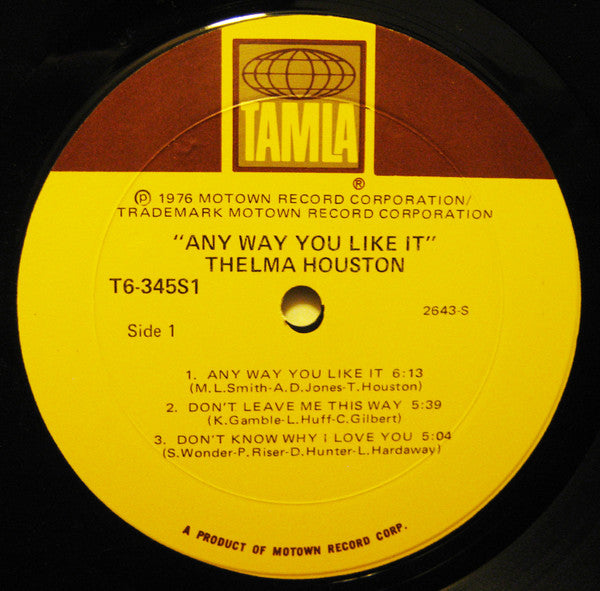 TAMLA
®
℗ 1976 MOTOWN RECORD CORPORATION/
TRADEMARK MOTOWN RECORD CORPORATION
"ANY WAY YOU LIKE IT"
THELMA HOUSTON
T6-345S1
2643-S
Side 1
1. ANY WAY YOU LIKE IT 6:13
(M.L.Smith-A.D.Jones-T.Houston)
2. DON'T LEAVE ME THIS WAY 5:39
(K.Gamble-L.Huff-C.Gilbert)
3. DON'T KNOW WHY I LOVE YOU 5:04
(S.Wonder-P.Riser-D.Hunter-L.Hardaway)
A PRODUCT OF MOTOWN RECORD CORP.